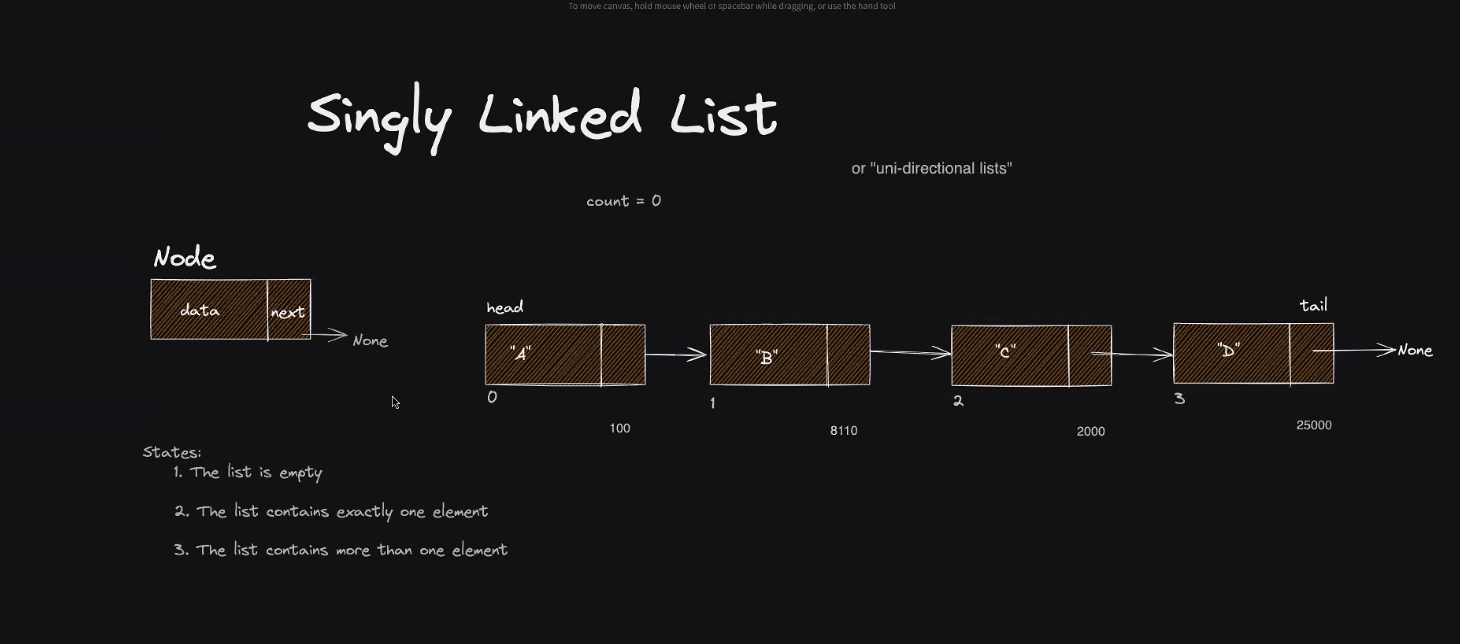 To move canvas, hold mouse wheel or spacebar while dragging, or use the hand tool
Singly Linked List
or "uni-directional lists"
count = 0
Node
data
next
None
head
tail
"A"
"B"
"C"
"D"
None
0
1
2
3
100
8110
2000
25000
States:
1. The list is empty
2. The list contains exactly one element
3. The list contains more than one element